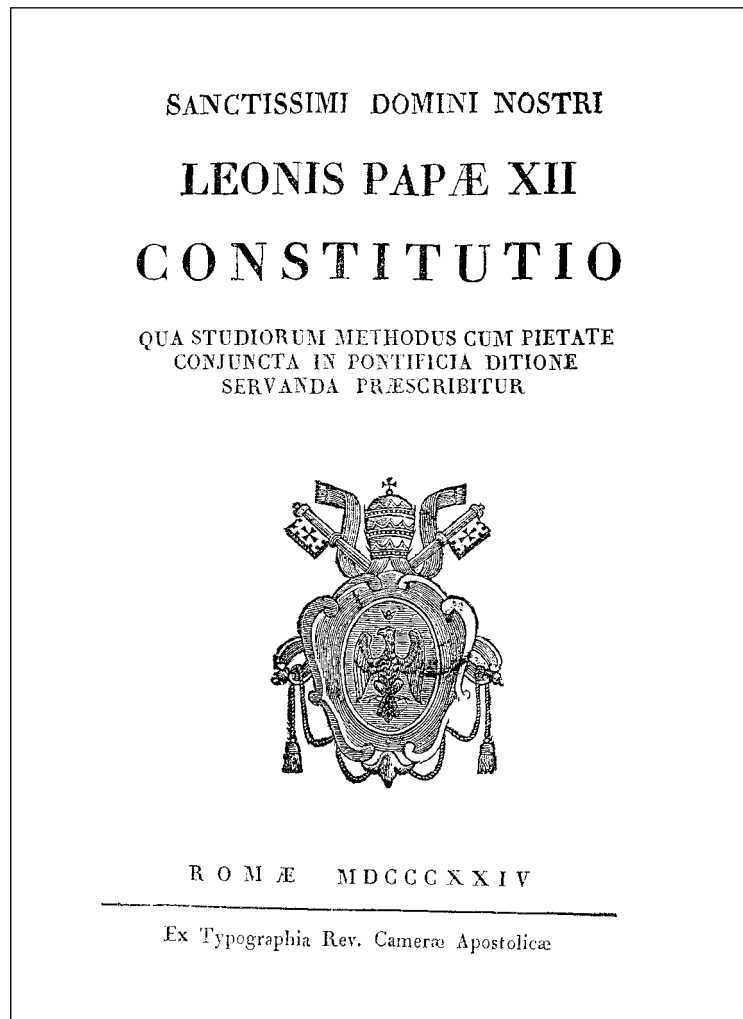 SANCTISSIMI DOMINI NOSTRI
LEONIS PAPÆ XII
CONSTITUTIO
QUA STUDIORUM METHODUS CUM PIETATE
CONJUNCTA IN PONTIFICIA DITIONE
SERVANDA PRÆSCRIBITUR
ROMÆ MDCCCXXIV
Ex Typographia Rev. Cameræ Apostolicæ